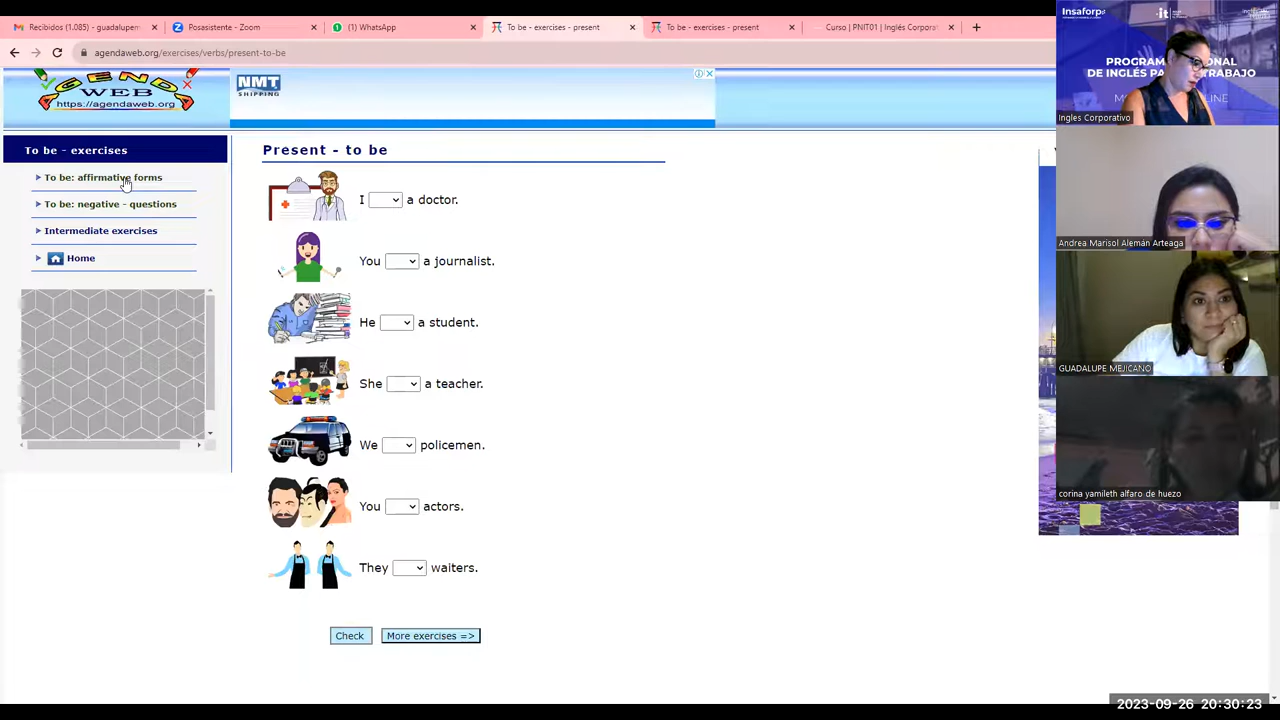 Recibidos (1.085) - guadalupem
Posasistente - Zoom
(1) WhatsApp
To be - exercises - present
To be - exercises - present
Curso | PNIT01 | Inglés Corpora
agendaweb.org/exercises/verbs/present-to-be
AGENDA
WEB
https://agendaweb.org
NMT
SHIPPING
To be - exercises
To be: affirmative forms
To be: negative - questions
Intermediate exercises
Home
Present - to be
I a doctor.
You a journalist.
He a student.
She a teacher.
We policemen.
You actors.
They waiters.
Check
More exercises =>
Insaforp
Ingles Corporativo
Andrea Marisol Alemán Arteaga
GUADALUPE MEJICANO
corina yamileth alfaro de huezo
2023-09-26 20:30:23